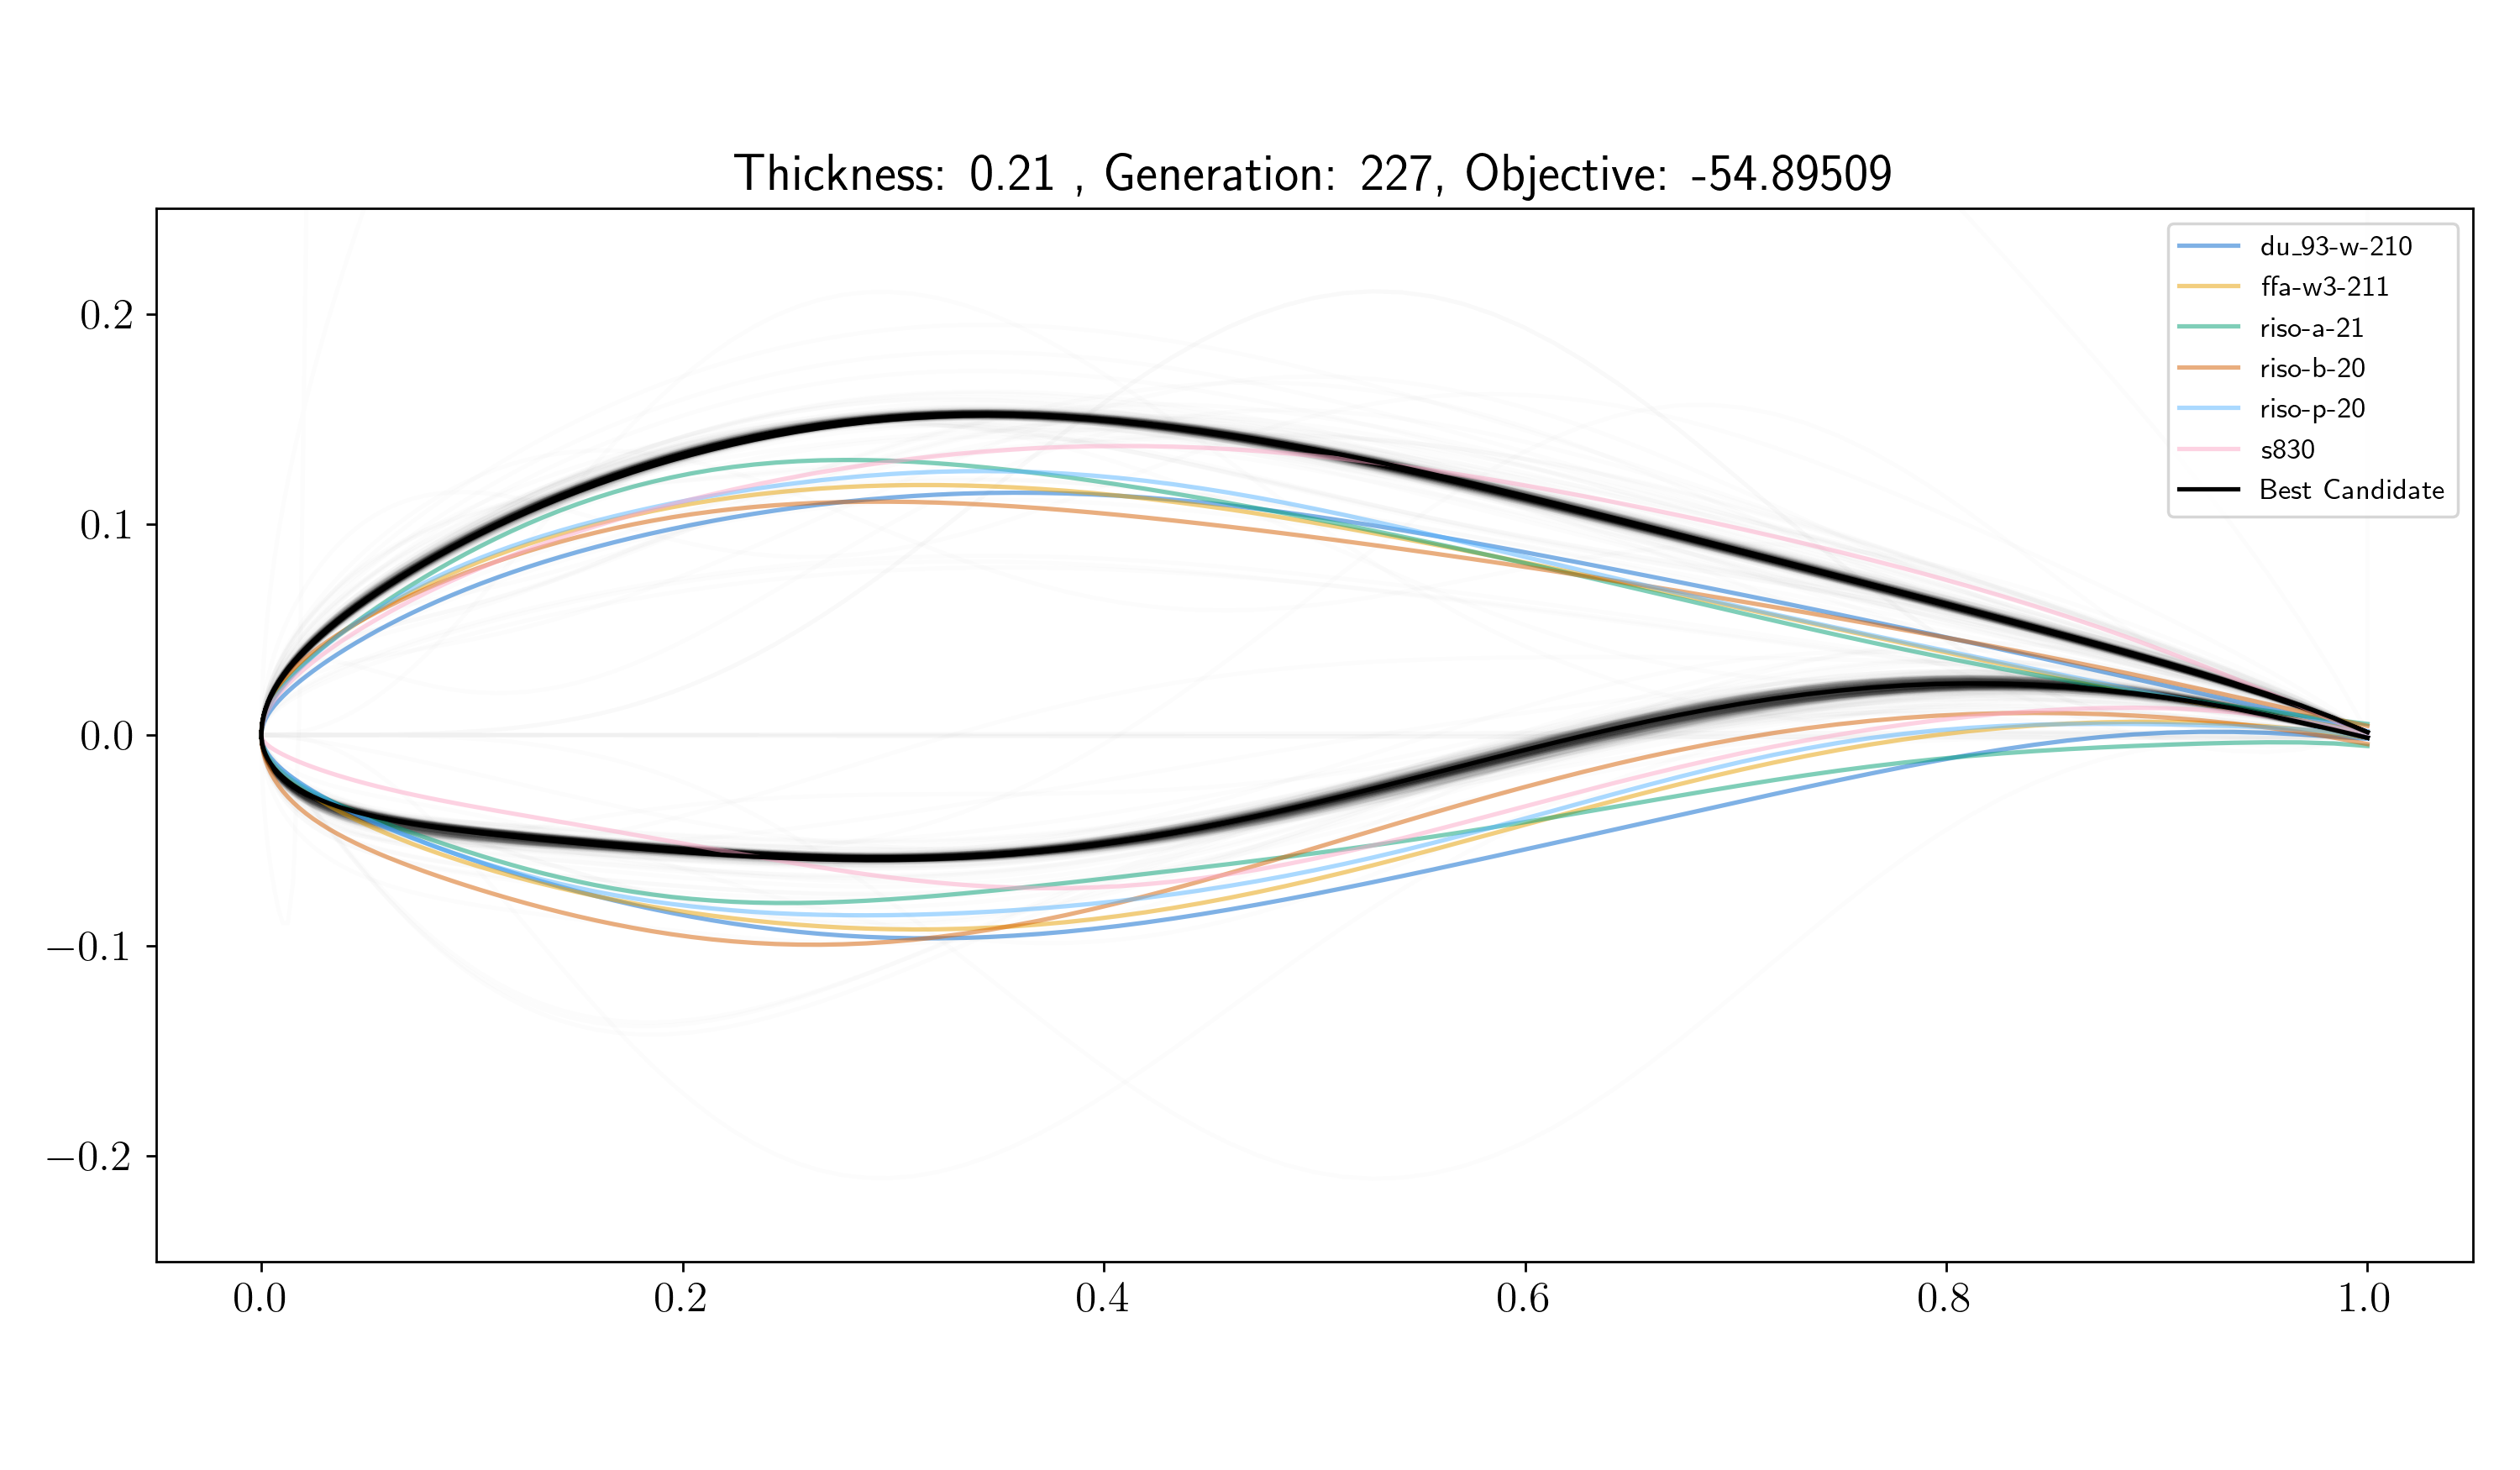 Thickness: 0.21 , Generation: 227, Objective: -54.89509
du_93-w-210
ffa-w3-211
riso-a-21
riso-b-20
riso-p-20
s830
Best Candidate
0.2
0.1
0.0
−0.1
−0.2
0.0 0.2 0.4 0.6 0.8 1.0